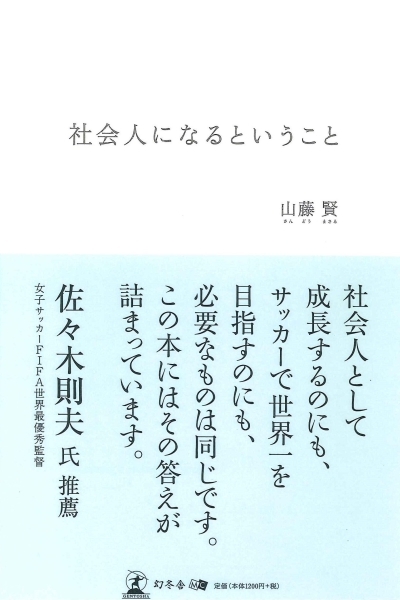 社会人になるということ
山藤 賢
さん どう まさる
社会人として
成長するのにも、
サッカーで世界一を
目指すのにも、
必要なものは同じです。
この本にはその答えが
詰まっています。
佐々木則夫 氏 推薦
女子サッカーFIFA世界最優秀監督
GENTOSHA
幻冬舎 MC
定価(本体1200円+税)